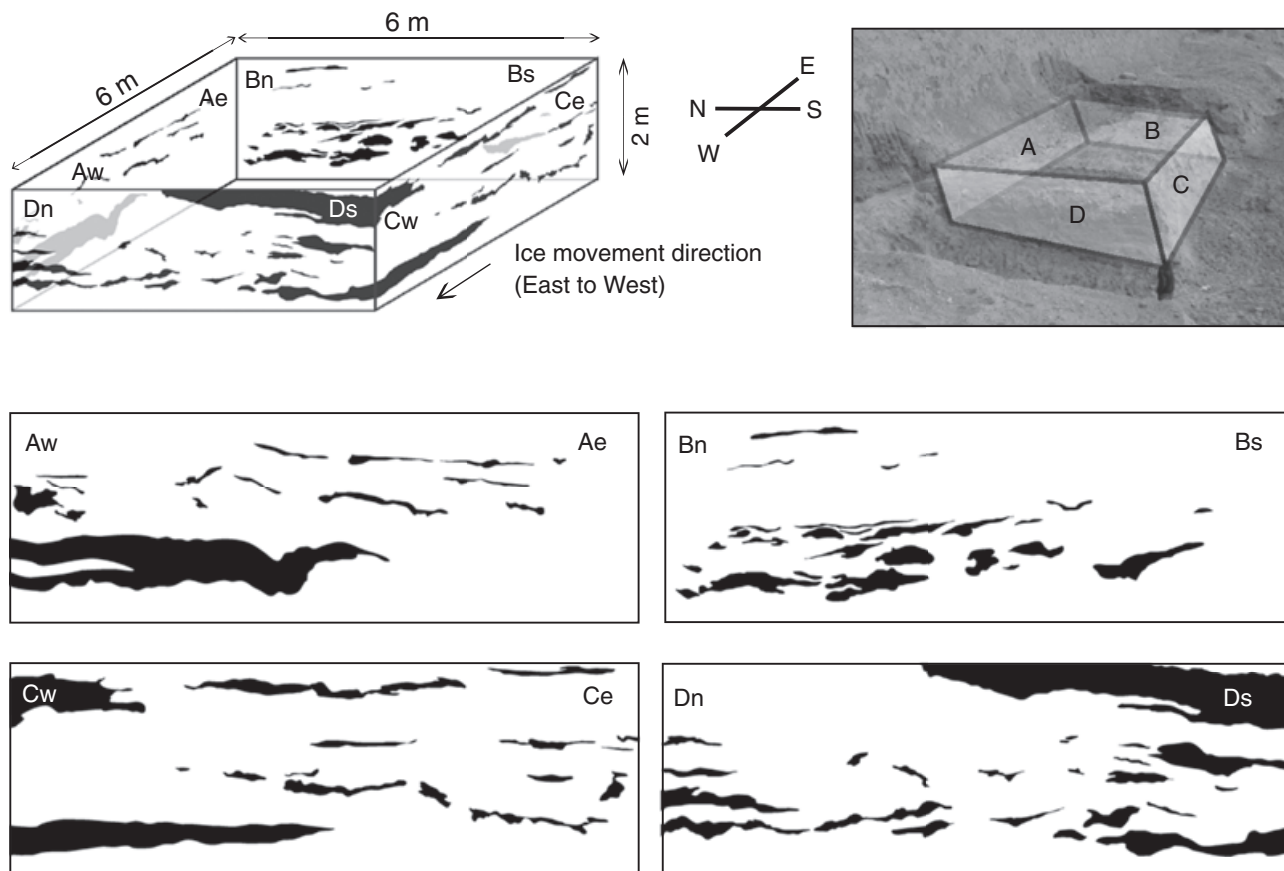 6 m
6 m
2 m
Bn
Bs
Ae
Ce
Aw
Dn
Ds
Cw
E
N
S
W
Ice movement direction
(East to West)
A
B
C
D
Aw
Ae
Bn
Bs
Cw
Ce
Dn
Ds